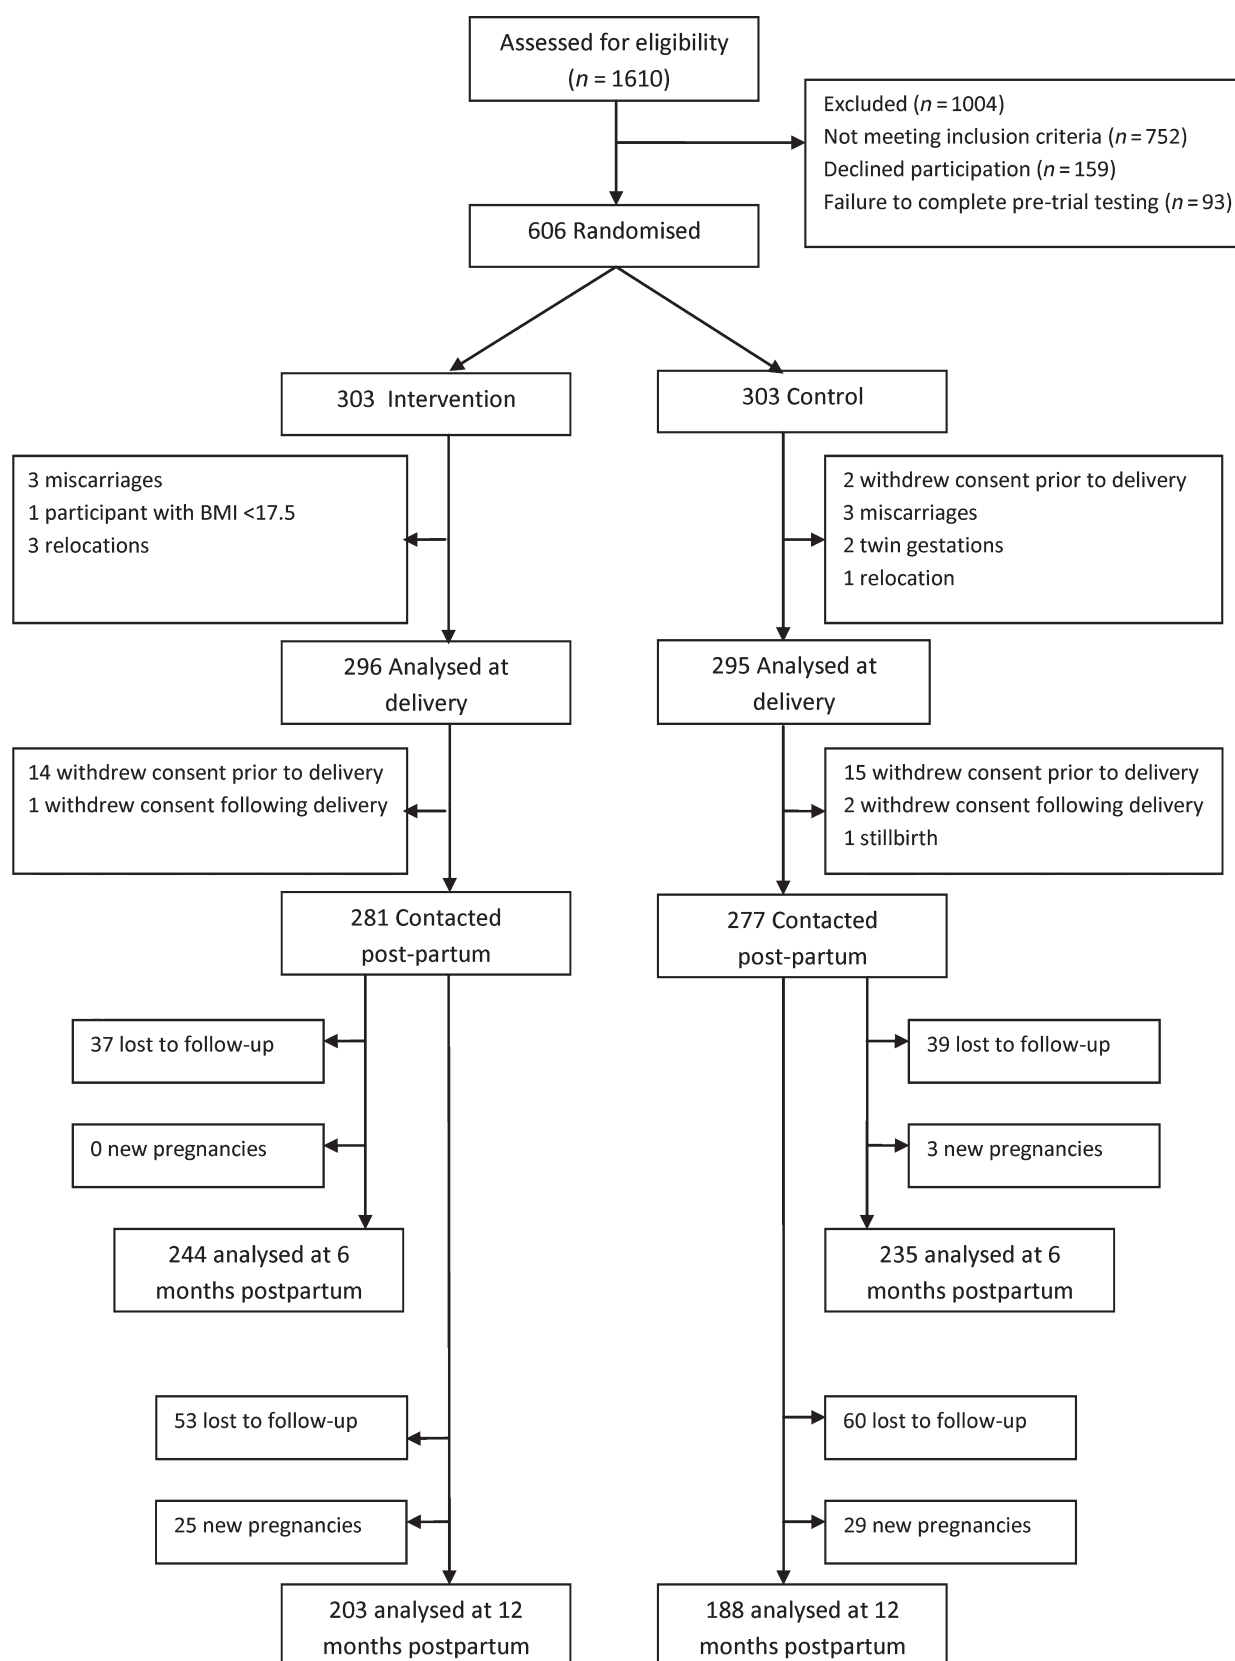 Assessed for eligibility
(n = 1610)
Excluded (n = 1004)
Not meeting inclusion criteria (n = 752)
Declined participation (n = 159)
Failure to complete pre-trial testing (n = 93)
606 Randomised
303 Intervention
303 Control
3 miscarriages
1 participant with BMI <17.5
3 relocations
2 withdrew consent prior to delivery
3 miscarriages
2 twin gestations
1 relocation
296 Analysed at
delivery
295 Analysed at
delivery
14 withdrew consent prior to delivery
1 withdrew consent following delivery
15 withdrew consent prior to delivery
2 withdrew consent following delivery
1 stillbirth
281 Contacted
post-partum
277 Contacted
post-partum
37 lost to follow-up
39 lost to follow-up
0 new pregnancies
3 new pregnancies
244 analysed at 6
months postpartum
235 analysed at 6
months postpartum
53 lost to follow-up
60 lost to follow-up
25 new pregnancies
29 new pregnancies
203 analysed at 12
months postpartum
188 analysed at 12
months postpartum